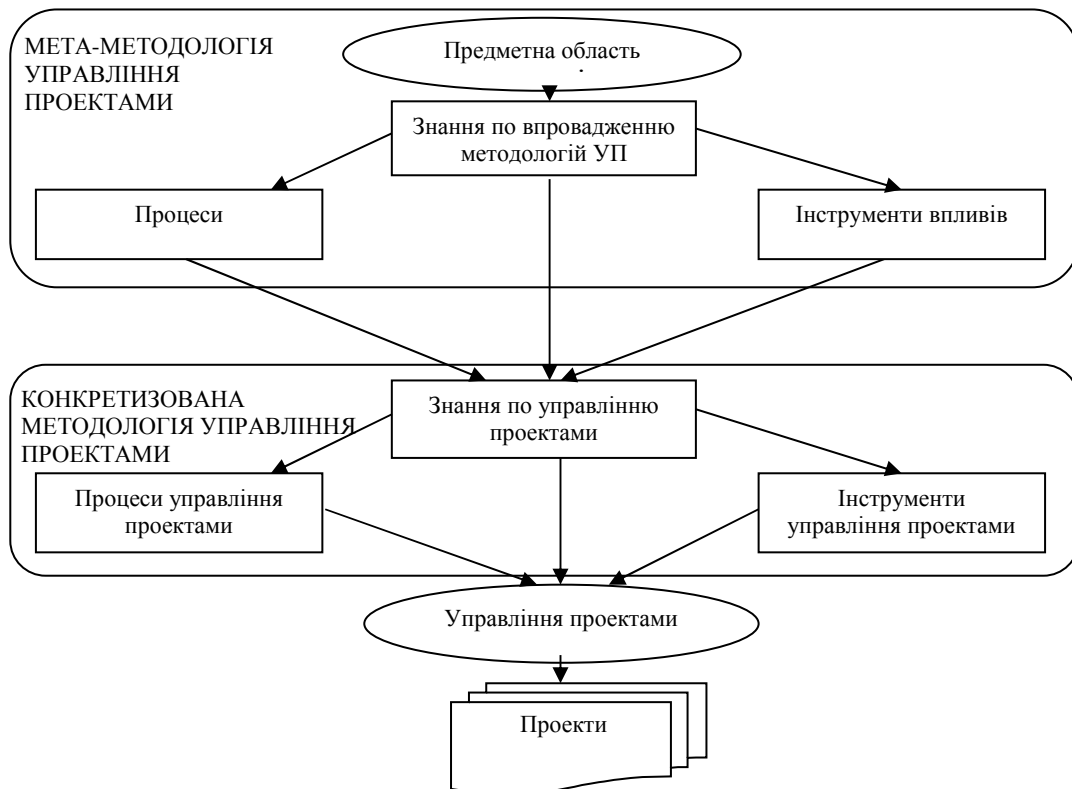 МЕТА-МЕТОДОЛОГІЯ
УПРАВЛІННЯ
ПРОЕКТАМИ
Предметна область
Знання по впровадженню
методологій УП
Процеси
Інструменти впливів
КОНКРЕТИЗОВАНА
МЕТОДОЛОГІЯ УПРАВЛІННЯ
ПРОЕКТАМИ
Знання по управлінню
проектами
Процеси управління
проектами
Інструменти
управління проектами
Управління проектами
Проекти